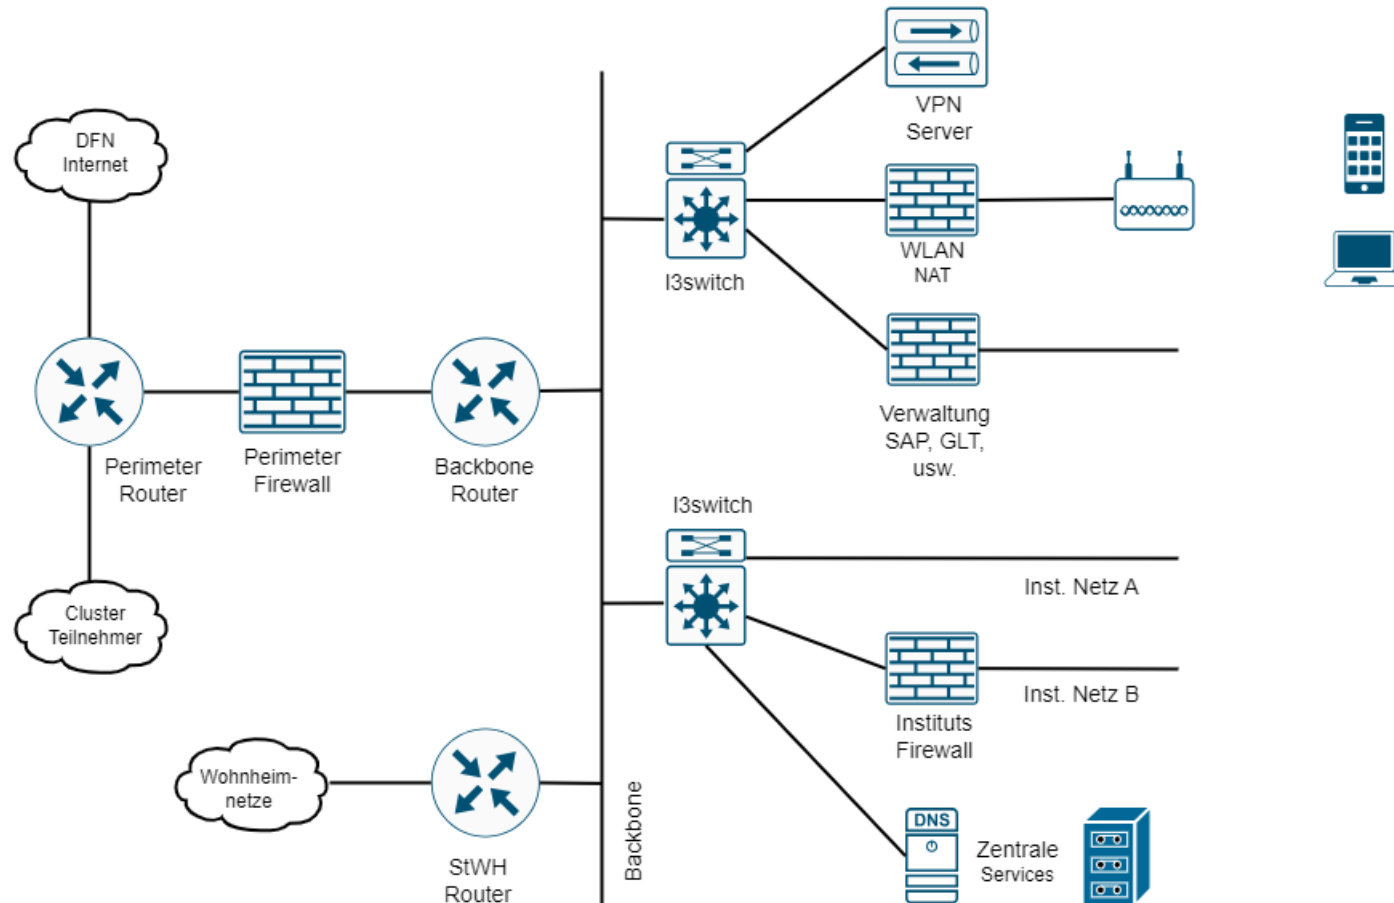 VPN
Server
DFN
Internet
WLAN
NAT
l3switch
Verwaltung
SAP, GLT,
usw.
Perimeter
Router
Perimeter
Firewall
Backbone
Router
l3switch
Inst. Netz A
Cluster
Teilnehmer
Inst. Netz B
Instituts
Firewall
Wohnheim-
netze
Backbone
DNS
Zentrale
Services
StWH
Router